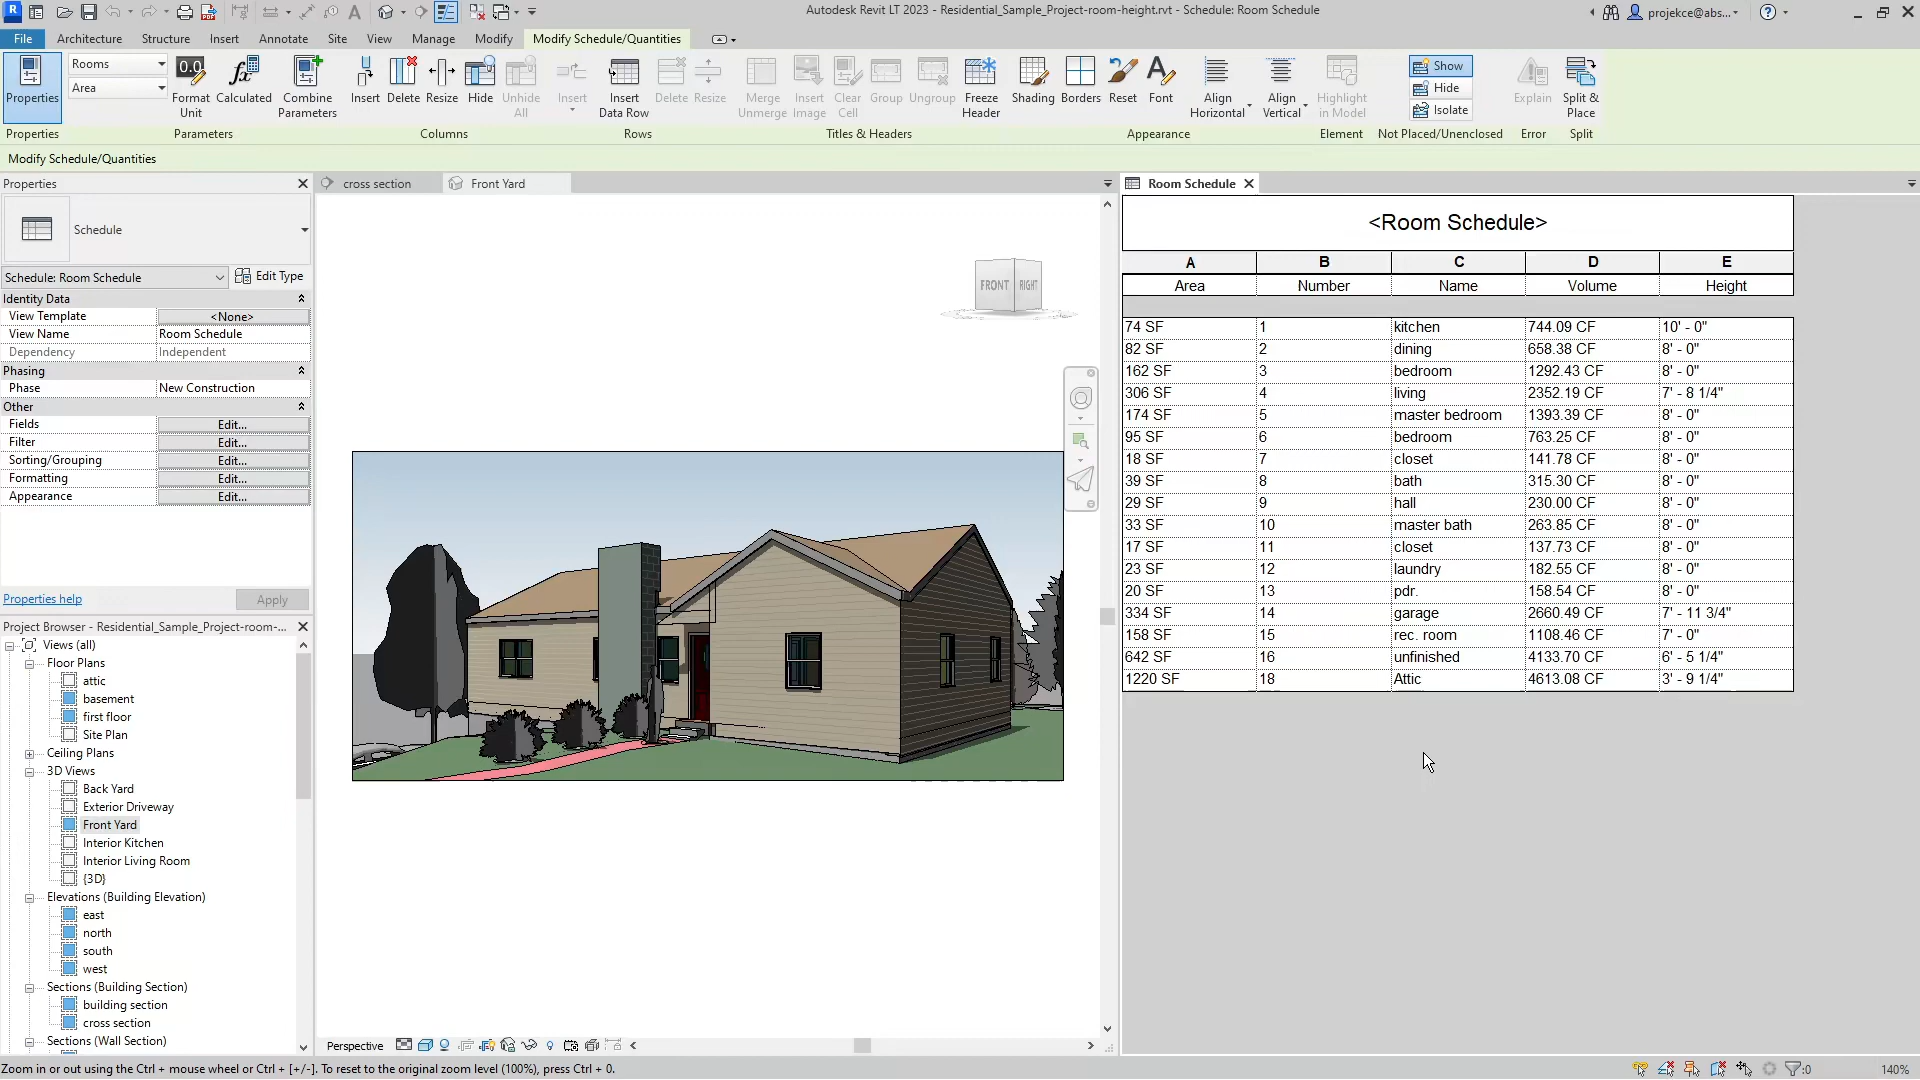 Autodesk Revit LT 2023 - Residential_Sample_Project-room-height.rvt - Schedule: Room Schedule
projekce@abs...
File Architecture Structure Insert Annotate Site View Manage Modify Modify Schedule/Quantities
Properties
Rooms
Area
0.0
Format Unit
fx
Calculated
Combine Parameters
Insert
Delete
Resize
Hide
Unhide All
Insert
Insert Data Row
Delete
Resize
Merge Unmerge
Insert Image
Clear Cell
Group
Ungroup
Freeze Header
Shading
Borders
Reset
Font
Align Horizontal
Align Vertical
Highlight in Model
Show
Hide
Isolate
Explain
Split & Place
Properties Parameters Columns Rows Titles & Headers Appearance Element Not Placed/Unenclosed Error Split
Modify Schedule/Quantities
Properties
Schedule
Schedule: Room Schedule
Edit Type
Identity Data
View Template <None>
View Name Room Schedule
Dependency Independent
Phasing
Phase New Construction
Other
Fields Edit...
Filter Edit...
Sorting/Grouping Edit...
Formatting Edit...
Appearance Edit...
Properties help
Apply
Project Browser - Residential_Sample_Project-room-...
Views (all)
Floor Plans
attic
basement
first floor
Site Plan
Ceiling Plans
3D Views
Back Yard
Exterior Driveway
Front Yard
Interior Kitchen
Interior Living Room
{3D}
Elevations (Building Elevation)
east
north
south
west
Sections (Building Section)
building section
cross section
Sections (Wall Section)
cross section
Front Yard
FRONT RIGHT
Perspective
Room Schedule
<Room Schedule>
A B C D E
Area Number Name Volume Height
74 SF 1 kitchen 744.09 CF 10' - 0"
82 SF 2 dining 658.38 CF 8' - 0"
162 SF 3 bedroom 1292.43 CF 8' - 0"
306 SF 4 living 2352.19 CF 7' - 8 1/4"
174 SF 5 master bedroom 1393.39 CF 8' - 0"
95 SF 6 bedroom 763.25 CF 8' - 0"
18 SF 7 closet 141.78 CF 8' - 0"
39 SF 8 bath 315.30 CF 8' - 0"
29 SF 9 hall 230.00 CF 8' - 0"
33 SF 10 master bath 263.85 CF 8' - 0"
17 SF 11 closet 137.73 CF 8' - 0"
23 SF 12 laundry 182.55 CF 8' - 0"
20 SF 13 pdr. 158.54 CF 8' - 0"
334 SF 14 garage 2660.49 CF 7' - 11 3/4"
158 SF 15 rec. room 1108.46 CF 7' - 0"
642 SF 16 unfinished 4133.70 CF 6' - 5 1/4"
1220 SF 18 Attic 4613.08 CF 3' - 9 1/4"
Zoom in or out using the Ctrl + mouse wheel or Ctrl + [+/-]. To reset to the original zoom level (100%), press Ctrl + 0.
:0
140%